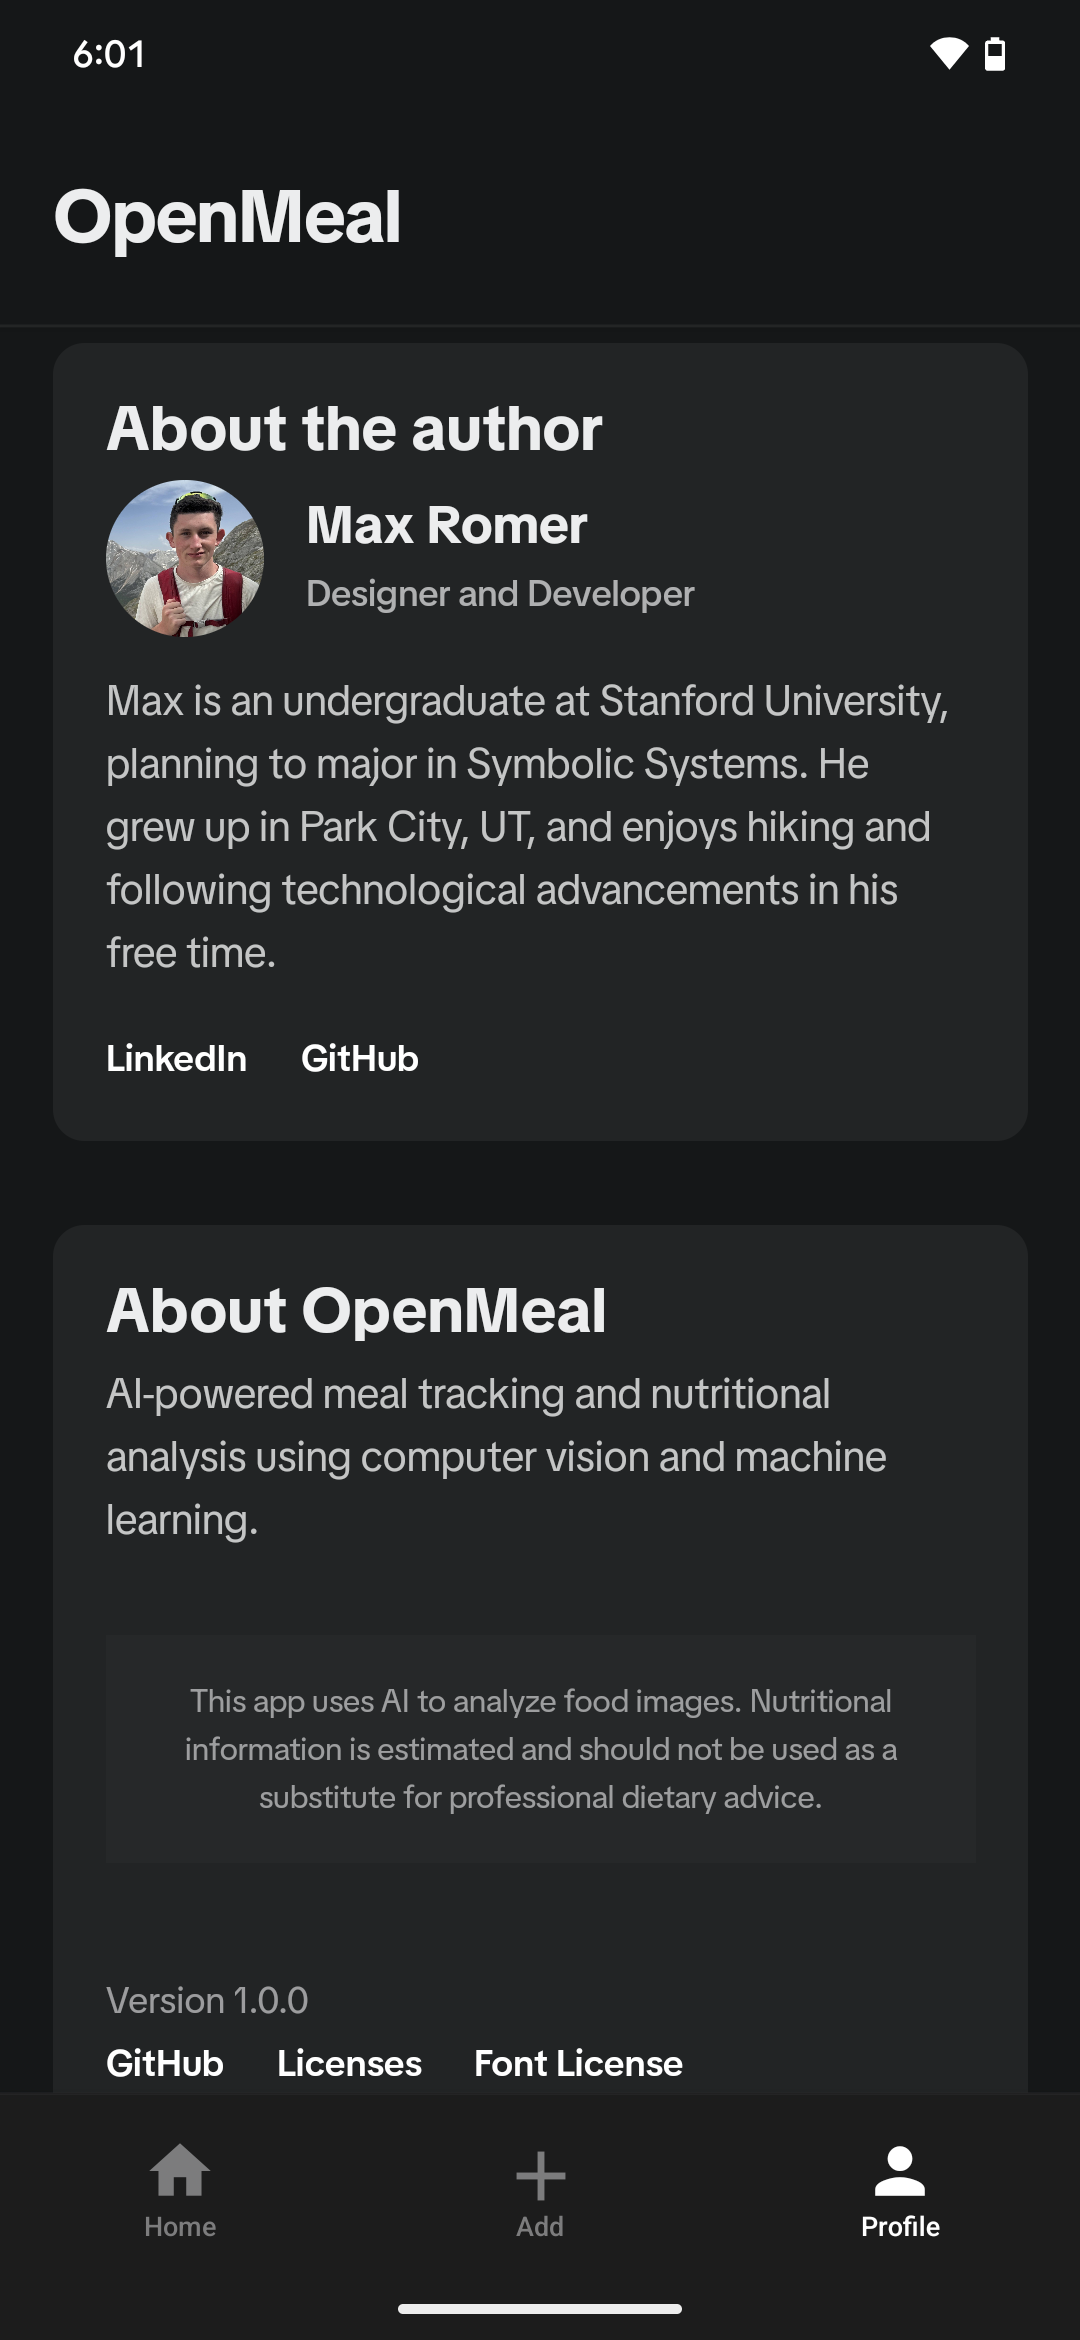 6:01
OpenMeal
About the author
Max Romer
Designer and Developer
Max is an undergraduate at Stanford University,
planning to major in Symbolic Systems. He
grew up in Park City, UT, and enjoys hiking and
following technological advancements in his
free time.
LinkedIn GitHub
About OpenMeal
AI-powered meal tracking and nutritional
analysis using computer vision and machine
learning.
This app uses AI to analyze food images. Nutritional
information is estimated and should not be used as a
substitute for professional dietary advice.
Version 1.0.0
GitHub Licenses Font License
Home Add Profile